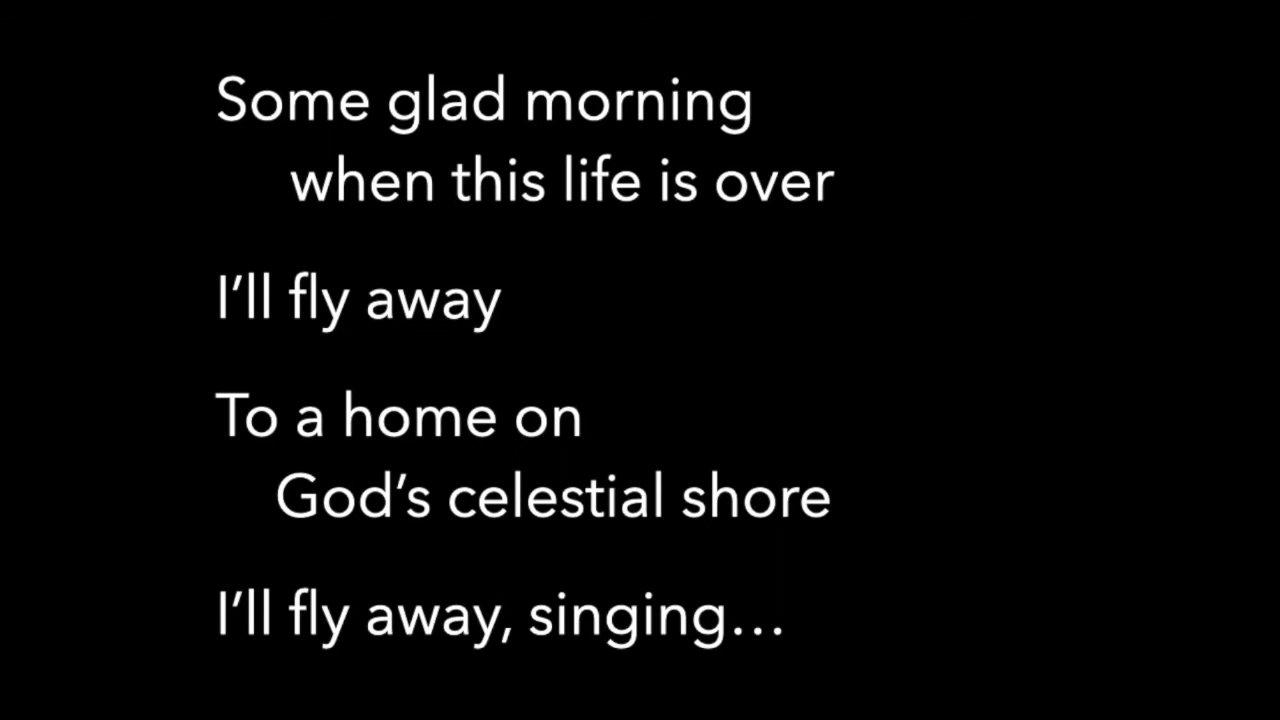 Some glad morning
when this life is over
I’ll fly away
To a home on
God’s celestial shore
I’ll fly away, singing…